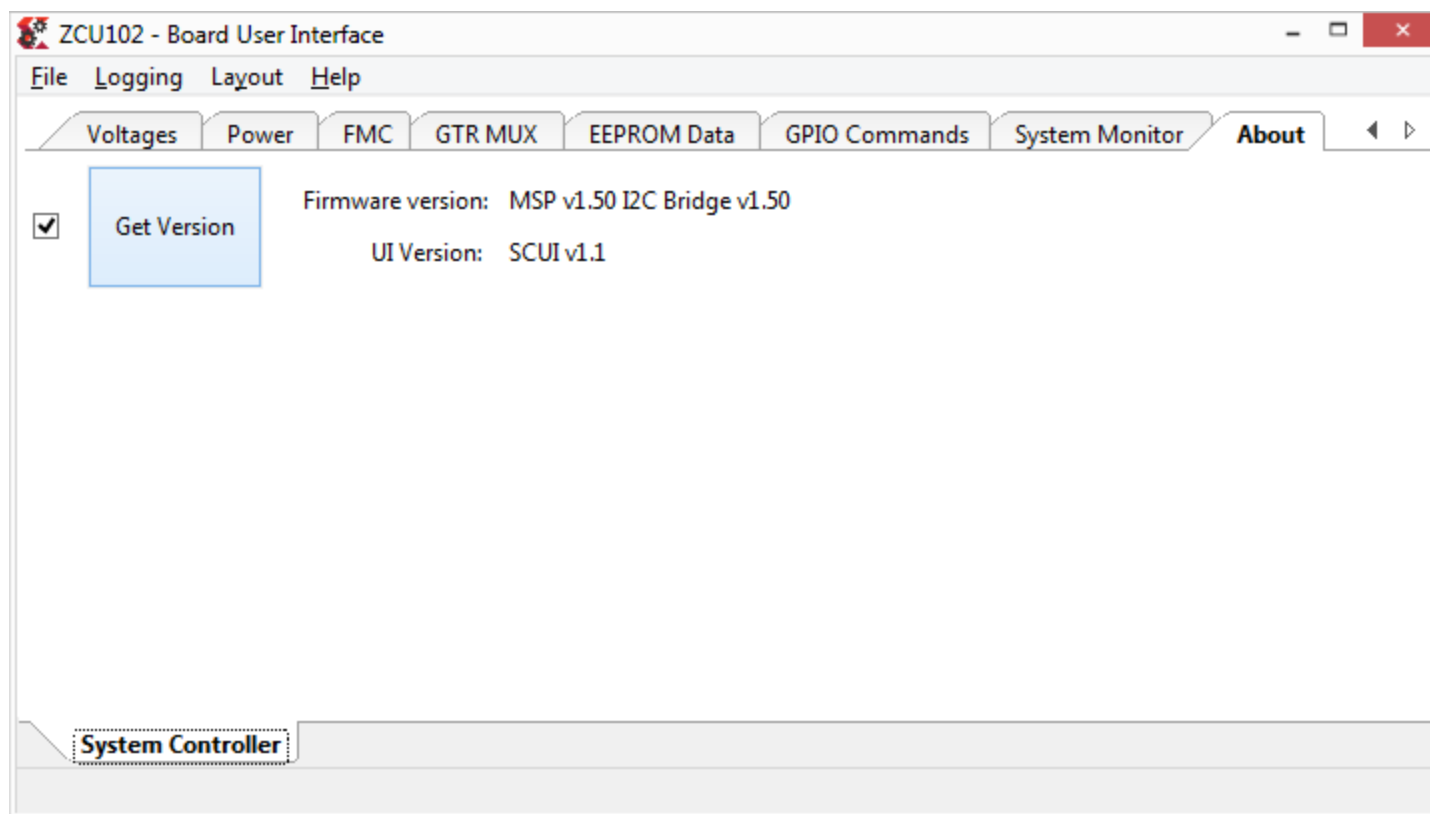 ZCU102 - Board User Interface
File Logging Layout Help
Voltages Power FMC GTR MUX EEPROM Data GPIO Commands System Monitor About
Get Version
Firmware version: MSP v1.50 I2C Bridge v1.50
UI Version: SCUI v1.1
System Controller